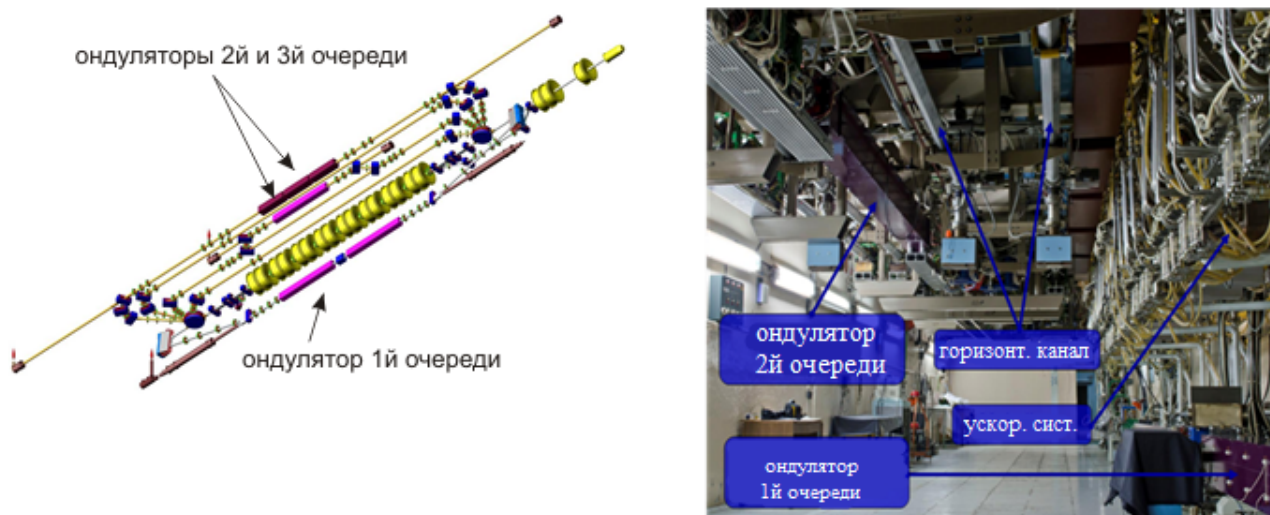 ондуляторы 2й и 3й очереди
ондулятор 1й очереди
ондулятор
2й очереди
горизонт. канал
ускор. сист.
ондулятор
1й очереди